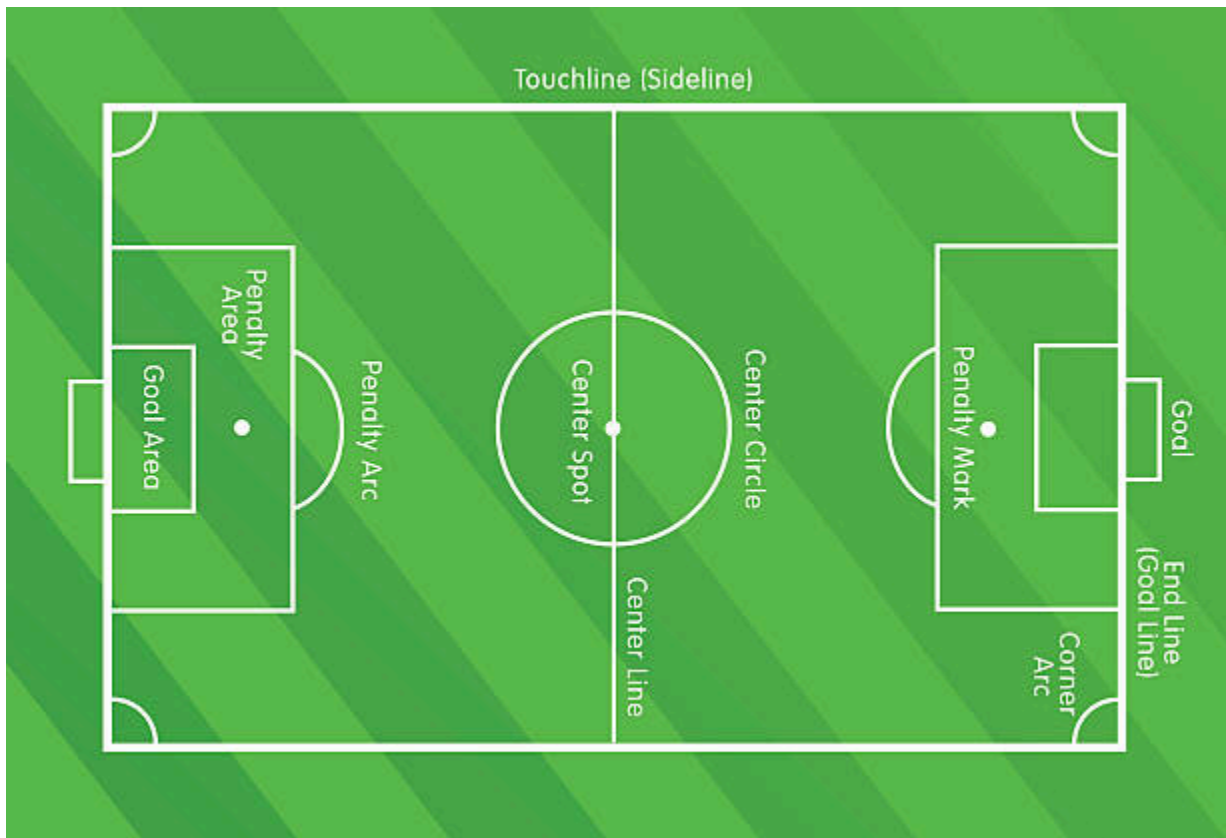 Touchline (Sideline)
Penalty
Area
Goal Area
Penalty Arc
Center Spot
Center Circle
Center Line
Penalty Mark
Goal
End Line
(Goal Line)
Corner
Arc